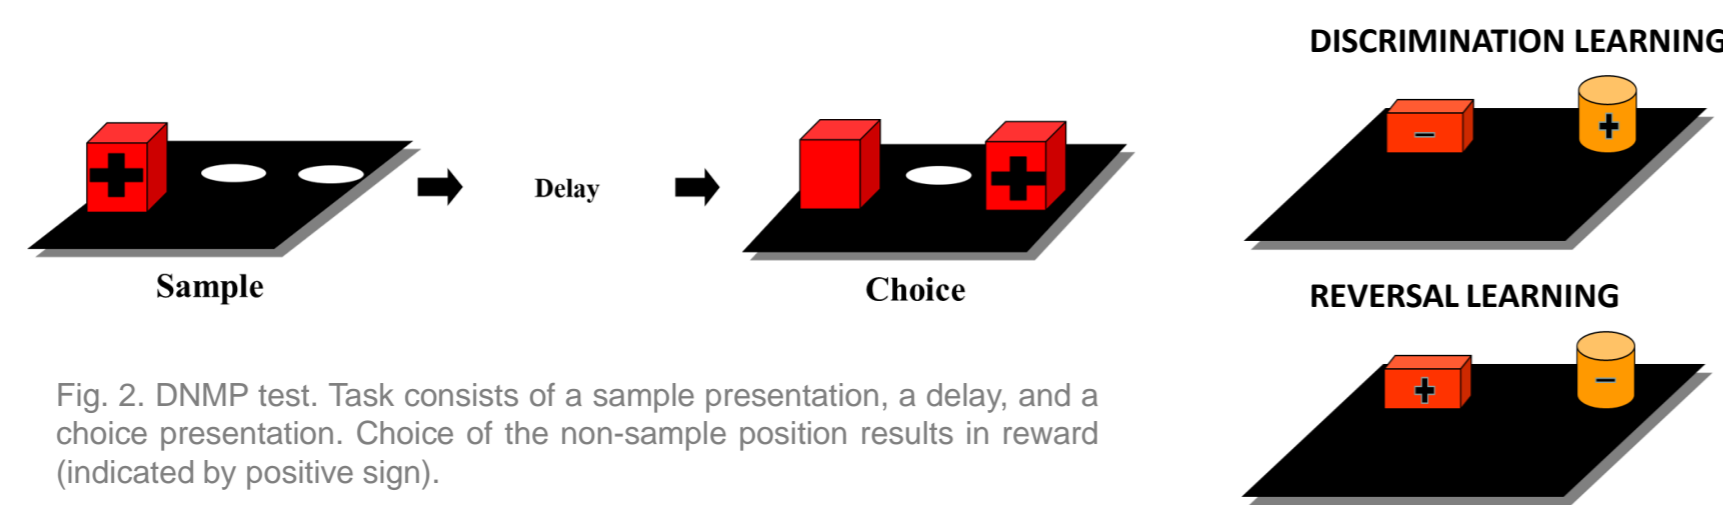 DISCRIMINATION LEARNING
Delay
Sample
Choice
REVERSAL LEARNING
Fig. 2. DNMP test. Task consists of a sample presentation, a delay, and a
choice presentation. Choice of the non-sample position results in reward
(indicated by positive sign).